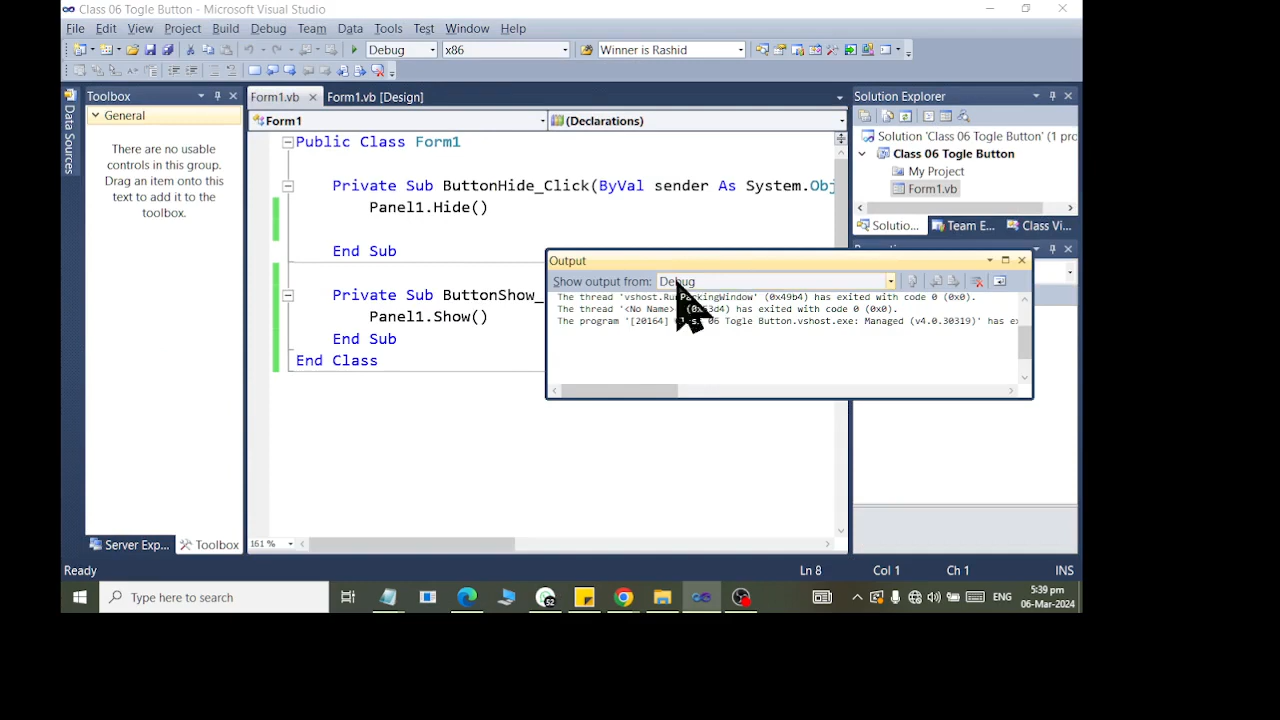 Class 06 Togle Button - Microsoft Visual Studio
File Edit View Project Build Debug Team Data Tools Test Window Help
Debug x86 Winner is Rashid
Data Sources
Toolbox
General
There are no usable
controls in this group.
Drag an item onto this
text to add it to the
toolbox.
Server Exp... Toolbox
Form1.vb Form1.vb [Design]
Form1 (Declarations)
Public Class Form1
Private Sub ButtonHide_Click(ByVal sender As System.Obj
Panel1.Hide()
End Sub
Private Sub ButtonShow_
Panel1.Show()
End Sub
End Class
161 %
Output
Show output from: Debug
The thread 'vshost.RunParkingWindow' (0x49b4) has exited with code 0 (0x0).
The thread '<No Name>' has exited with code 0 (0x0).
The program '[20164] 06 Togle Button.vshost.exe: Managed (v4.0.30319)' has ex
Solution Explorer
Solution 'Class 06 Togle Button' (1 pro
Class 06 Togle Button
My Project
Form1.vb
Solutio... Team E... Class Vi...
Ready Ln 8 Col 1 Ch 1 INS
Type here to search
52
ENG
5:39 pm
06-Mar-2024